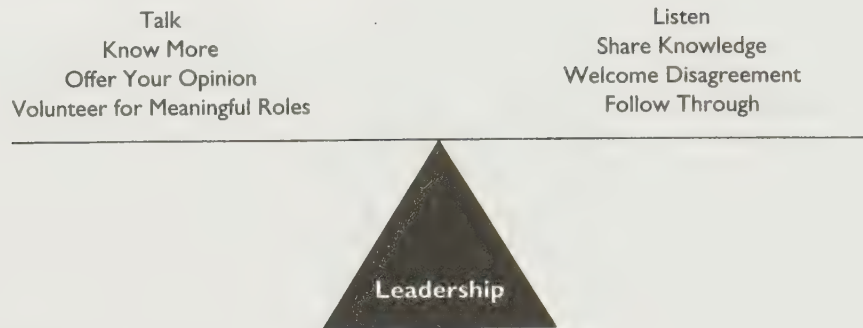 Talk
Know More
Offer Your Opinion
Volunteer for Meaningful Roles
Listen
Share Knowledge
Welcome Disagreement
Follow Through
Leadership